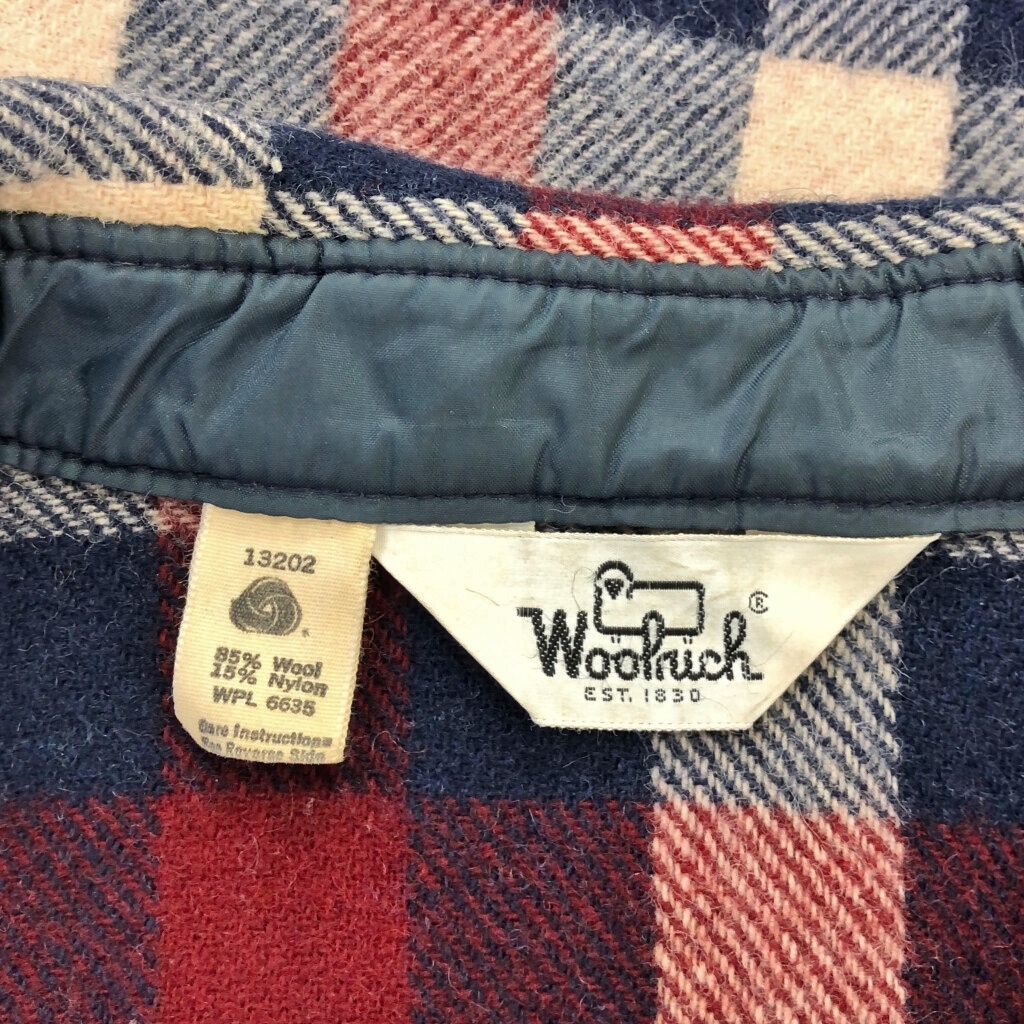 13202
85% Wool
15% Nylon
WPL 6635
Care Instructions
See Reverse Side
Woolrich ®
EST. 1830